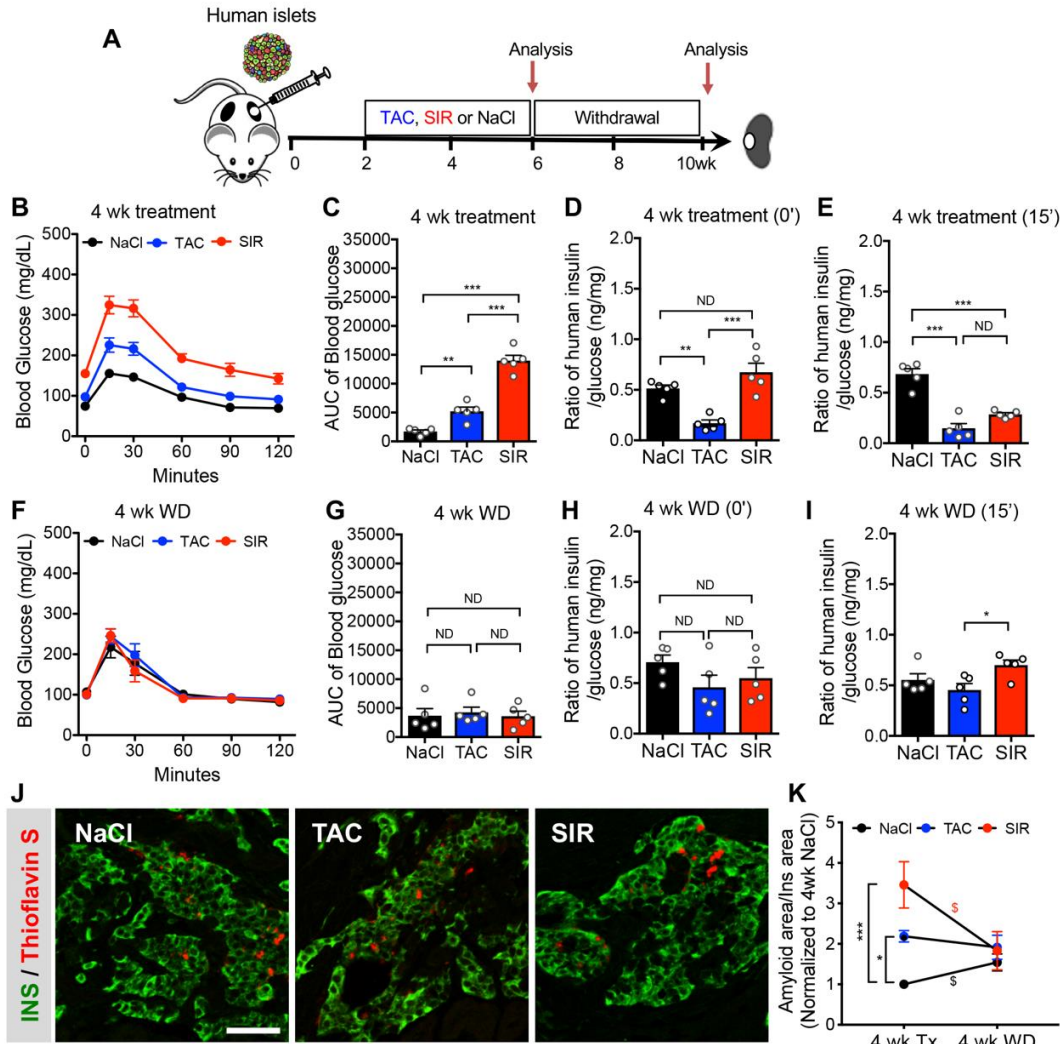 Human islets
A
Analysis
Analysis
TAC, SIR or NaCl
Withdrawal
0
2
4
6
8
10wk
B
4 wk treatment
NaCl
TAC
SIR
Blood Glucose (mg/dL)
500
400
300
200
100
0
0
30
60
90
120
Minutes
C
4 wk treatment
AUC of Blood glucose
35000
30000
25000
20000
15000
10000
5000
0
***
***
**
NaCl
TAC
SIR
D
4 wk treatment (0')
Ratio of human insulin
/glucose (ng/mg)
2.0
1.5
1.0
0.5
0.0
ND
***
**
NaCl
TAC
SIR
E
4 wk treatment (15')
Ratio of human insulin
/glucose (ng/mg)
2.0
1.5
1.0
0.5
0.0
***
***
ND
NaCl
TAC
SIR
F
4 wk WD
NaCl
TAC
SIR
Blood Glucose (mg/dL)
500
400
300
200
100
0
0
30
60
90
120
Minutes
G
4 wk WD
AUC of Blood glucose
35000
30000
25000
20000
15000
10000
5000
0
ND
ND
ND
NaCl
TAC
SIR
H
4 wk WD (0')
Ratio of human insulin
/glucose (ng/mg)
2.0
1.5
1.0
0.5
0.0
ND
ND
ND
NaCl
TAC
SIR
I
4 wk WD (15')
Ratio of human insulin
/glucose (ng/mg)
2.0
1.5
1.0
0.5
0.0
*
NaCl
TAC
SIR
J
INS / Thioflavin S
NaCl
TAC
SIR
K
NaCl
TAC
SIR
Amyloid area/Ins area
(Normalized to 4wk NaCl)
5
4
3
2
1
0
***
*
$
$
4 wk Tx
4 wk WD